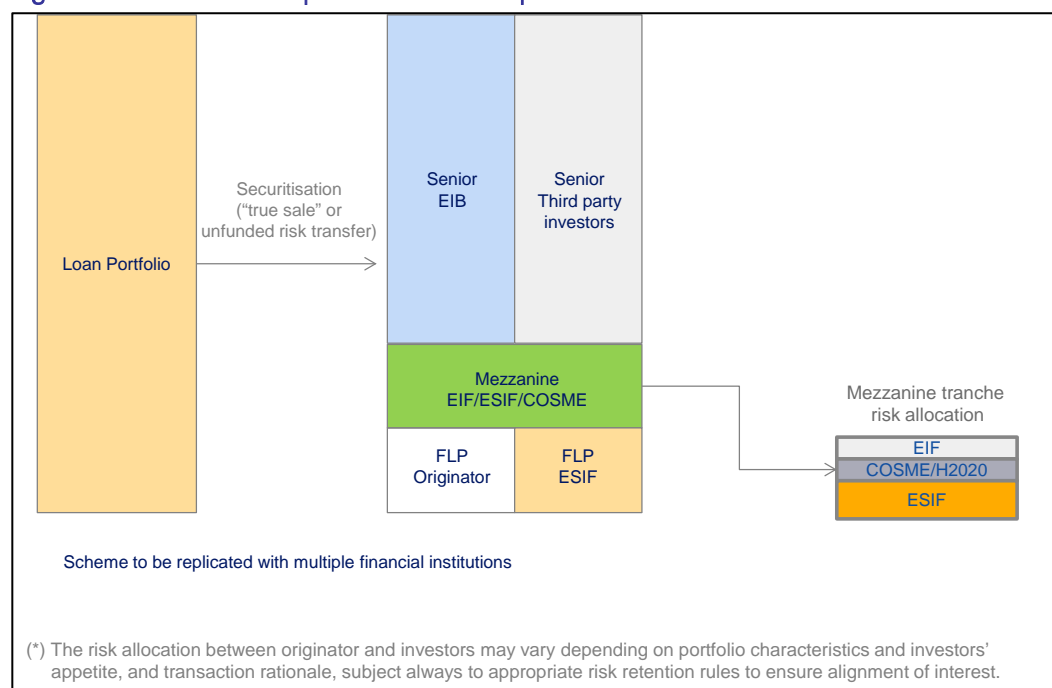 Loan Portfolio
Securitisation
(“true sale” or
unfunded risk transfer)
Senior
EIB
Senior
Third party
investors
Mezzanine
EIF/ESIF/COSME
FLP
Originator
FLP
ESIF
Mezzanine tranche
risk allocation
EIF
COSME/H2020
ESIF
Scheme to be replicated with multiple financial institutions
(*) The risk allocation between originator and investors may vary depending on portfolio characteristics and investors’
appetite, and transaction rationale, subject always to appropriate risk retention rules to ensure alignment of interest.